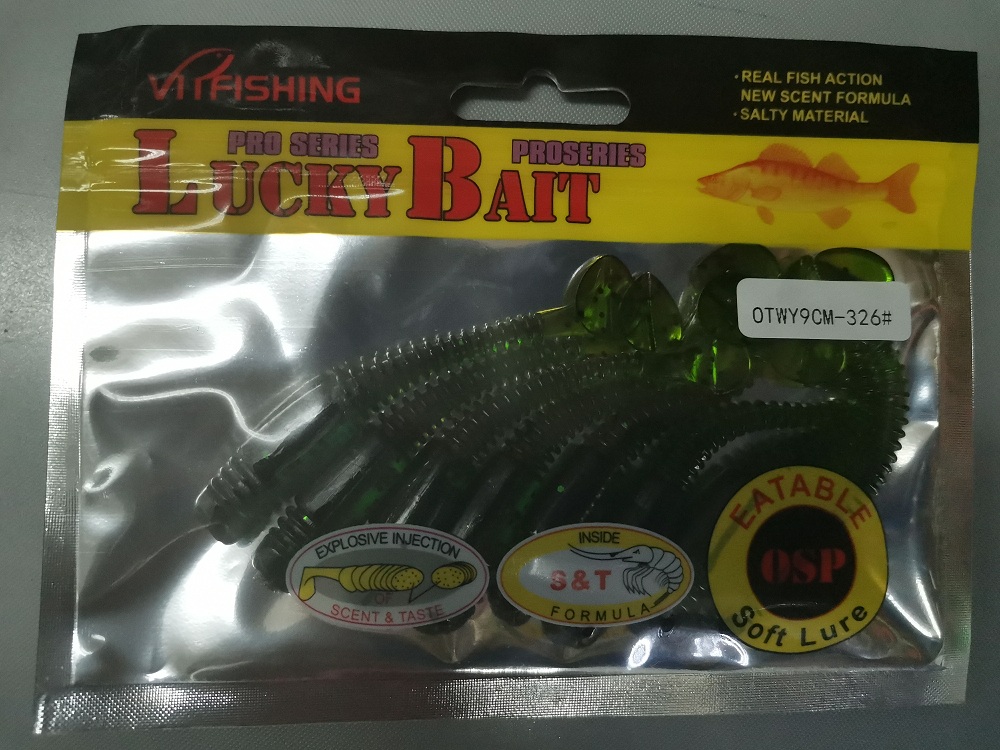 VITFISHING
·REAL FISH ACTION
NEW SCENT FORMULA
·SALTY MATERIAL
PRO SERIES
PROSERIES
LUCKY BAIT
OTWY9CM-326#
EXPLOSIVE INJECTION
OF
SCENT & TASTE
INSIDE
S&T
FORMULA
EATABLE
OSP
Soft Lure